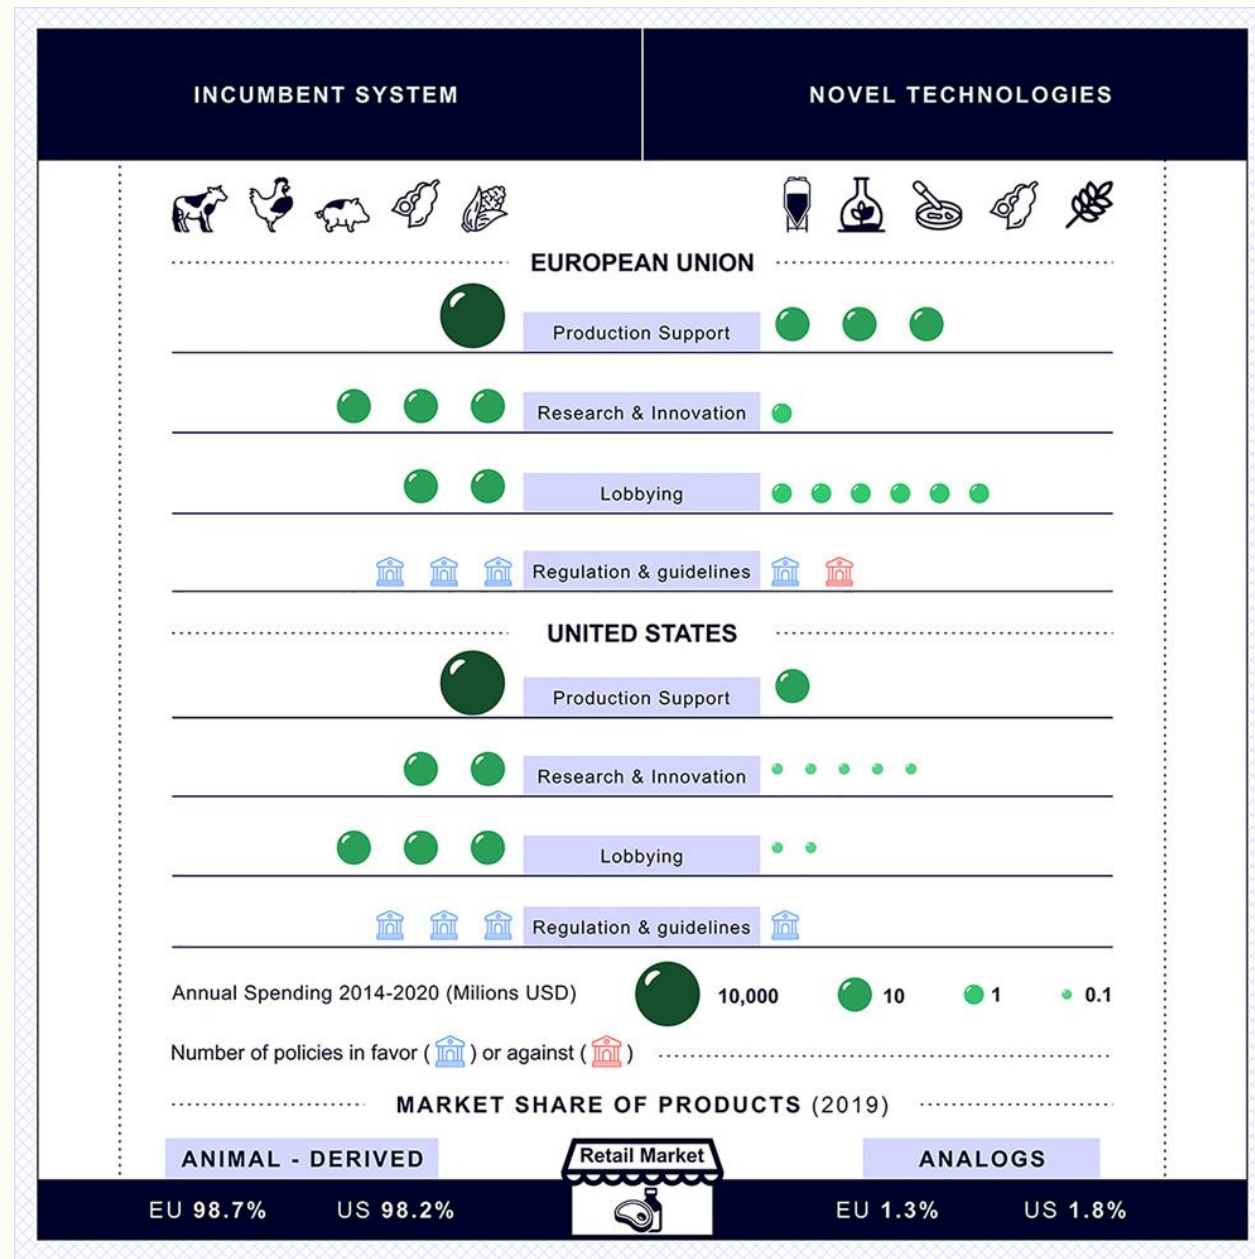 INCUMBENT SYSTEM
NOVEL TECHNOLOGIES
EUROPEAN UNION
Production Support
Research & Innovation
Lobbying
Regulation & guidelines
UNITED STATES
Production Support
Research & Innovation
Lobbying
Regulation & guidelines
Annual Spending 2014-2020 (Milions USD) 10,000 10 1 0.1
Number of policies in favor ( ) or against ( )
MARKET SHARE OF PRODUCTS (2019)
ANIMAL - DERIVED
Retail Market
ANALOGS
EU 98.7% US 98.2%
EU 1.3% US 1.8%